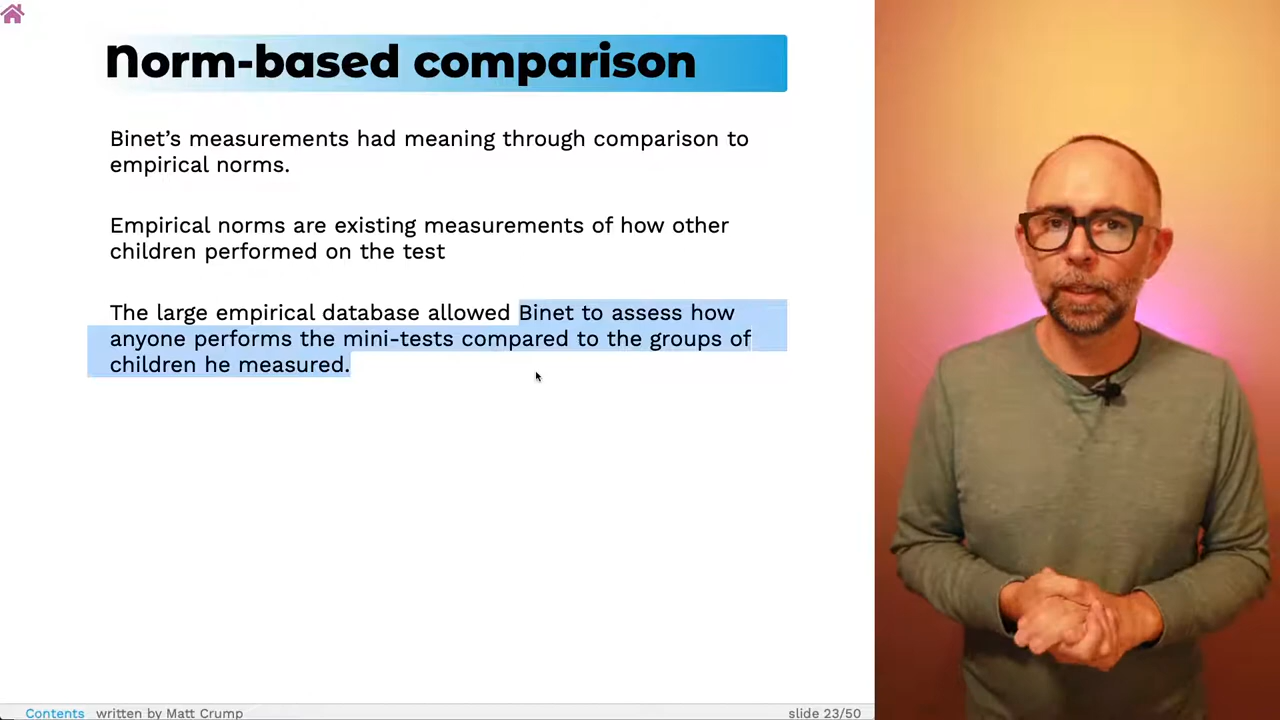 Norm-based comparison
Binet's measurements had meaning through comparison to
empirical norms.
Empirical norms are existing measurements of how other
children performed on the test
The large empirical database allowed Binet to assess how
anyone performs the mini-tests compared to the groups of
children he measured.
Contents written by Matt Crump
slide 23/50